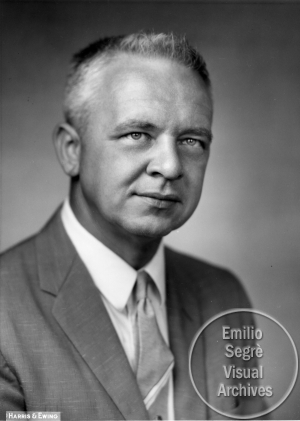 Emilio
Segrè
Visual
Archives
HARRIS & EWING